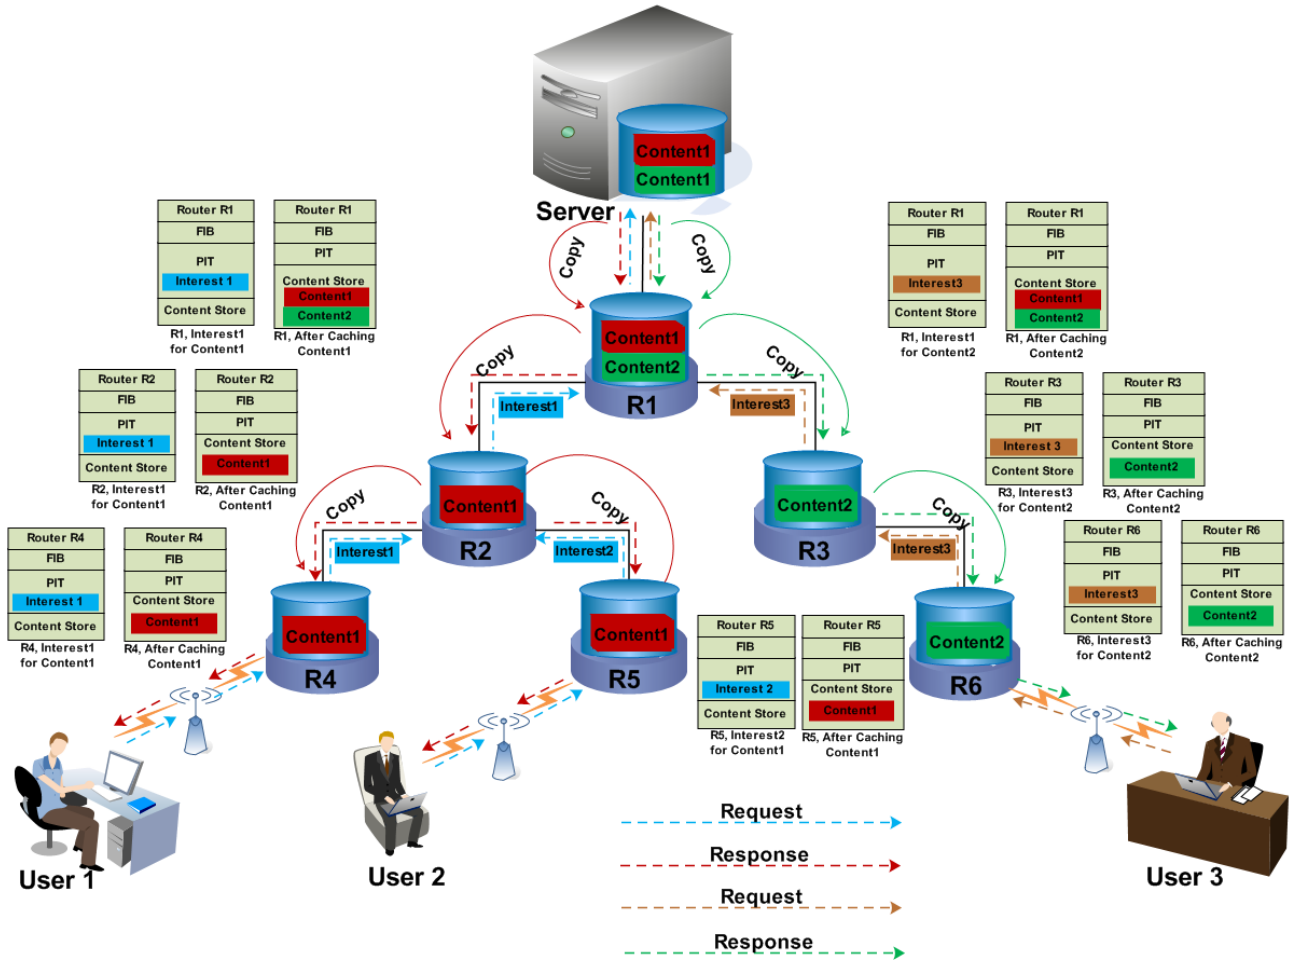 Content1
Content1
Server
Copy
Copy
Router R1
FIB
PIT
Interest 1
Content Store
R1, Interest1
for Content1
Router R1
FIB
PIT
Content Store
Content1
Content2
R1, After Caching
Content1
Router R1
FIB
PIT
Interest3
Content Store
R1, Interest1
for Content2
Router R1
FIB
PIT
Content Store
Content1
Content2
R1, After Caching
Content2
Content1
Content2
R1
Copy
Copy
Interest1
Interest3
Router R2
FIB
PIT
Interest 1
Content Store
R2, Interest1
for Content1
Router R2
FIB
PIT
Content Store
Content1
R2, After Caching
Content1
Router R3
FIB
PIT
Interest 3
Content Store
R3, Interest3
for Content2
Router R3
FIB
PIT
Content Store
Content2
R3, After Caching
Content2
Content1
R2
Content2
R3
Copy
Copy
Copy
Interest1
Interest2
Interest3
Router R4
FIB
PIT
Interest 1
Content Store
R4, Interest1
for Content1
Router R4
FIB
PIT
Content Store
Content1
R4, After Caching
Content1
Router R6
FIB
PIT
Interest3
Content Store
R6, Interest3
for Content2
Router R6
FIB
PIT
Content Store
Content2
R6, After Caching
Content2
Content1
R4
Content1
R5
Router R5
FIB
PIT
Interest 2
Content Store
R5, Interest2
for Content1
Router R5
FIB
PIT
Content Store
Content1
R5, After Caching
Content1
Content2
R6
User 1
User 2
User 3
Request
Response
Request
Response